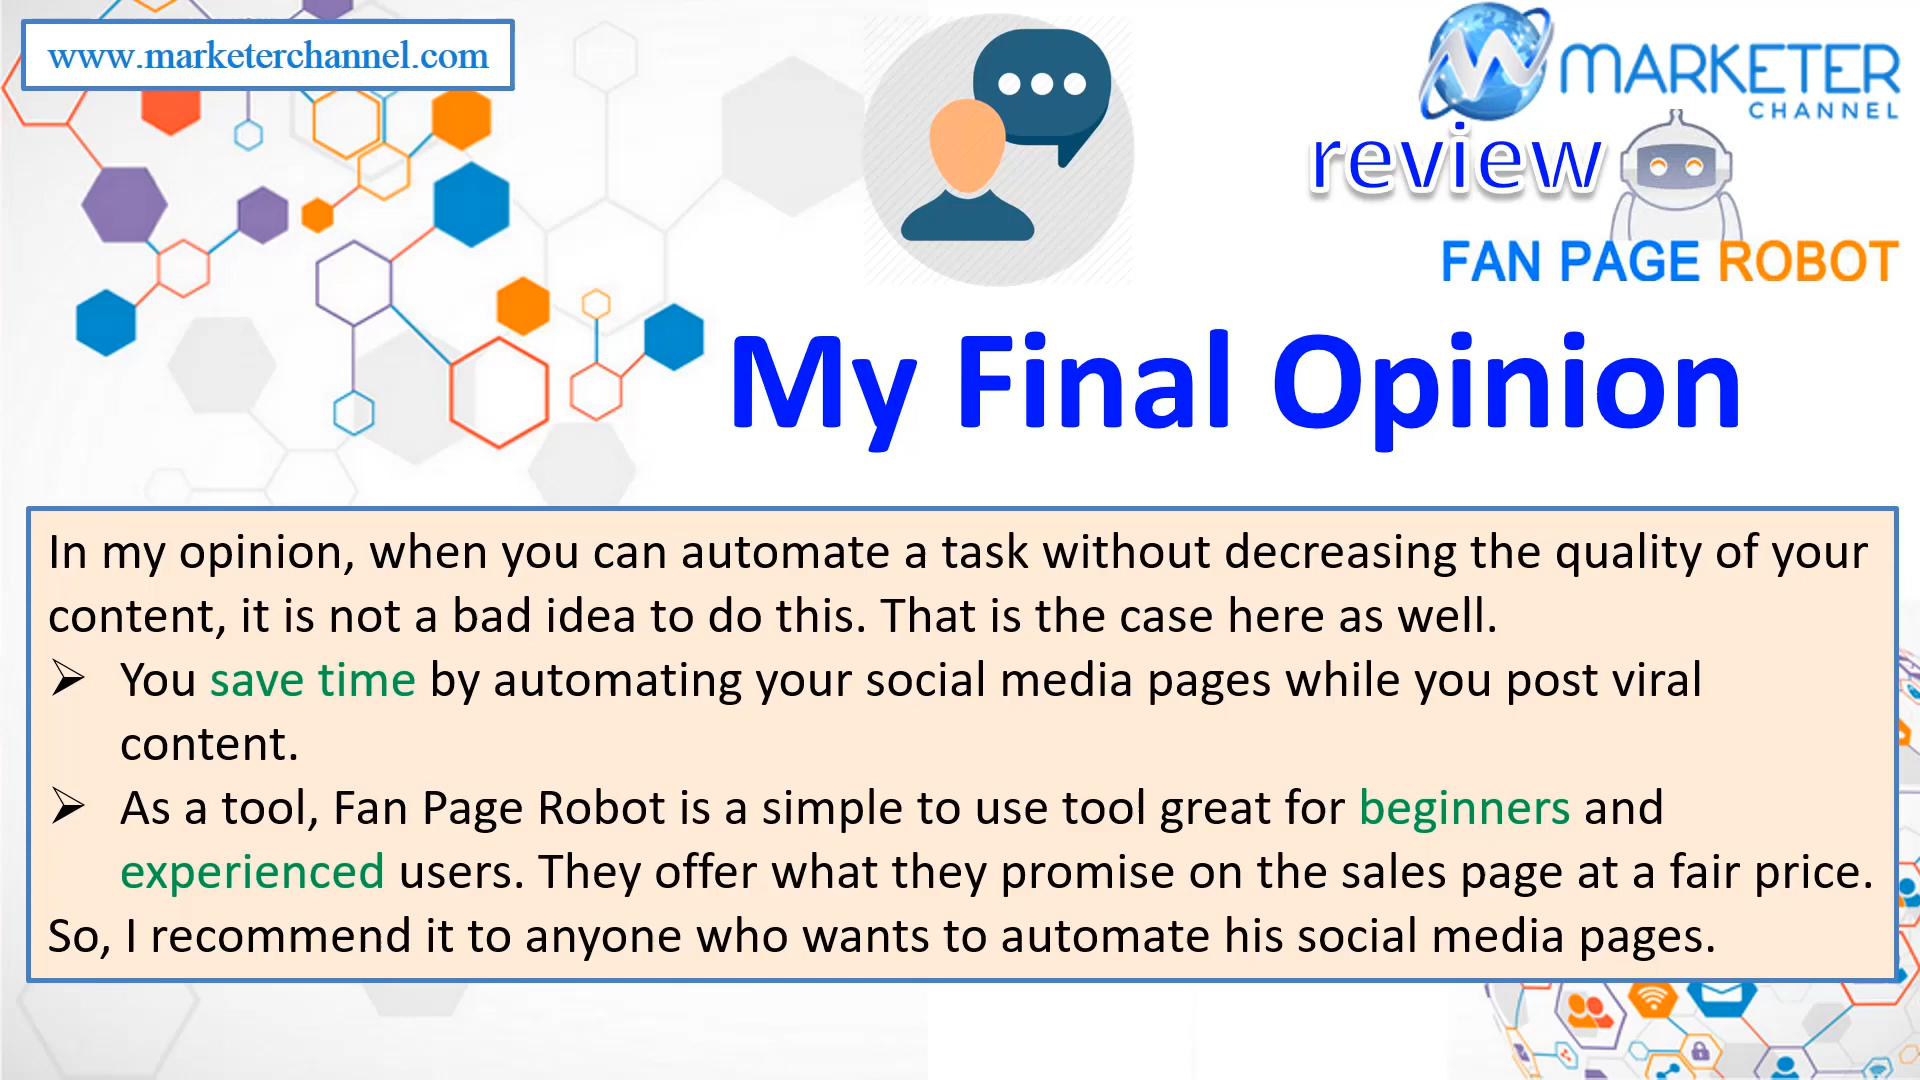 www.marketerchannel.com
MARKETER
CHANNEL
review
FAN PAGE ROBOT
My Final Opinion
In my opinion, when you can automate a task without decreasing the quality of your
content, it is not a bad idea to do this. That is the case here as well.
You save time by automating your social media pages while you post viral
content.
As a tool, Fan Page Robot is a simple to use tool great for beginners and
experienced users. They offer what they promise on the sales page at a fair price.
So, I recommend it to anyone who wants to automate his social media pages.